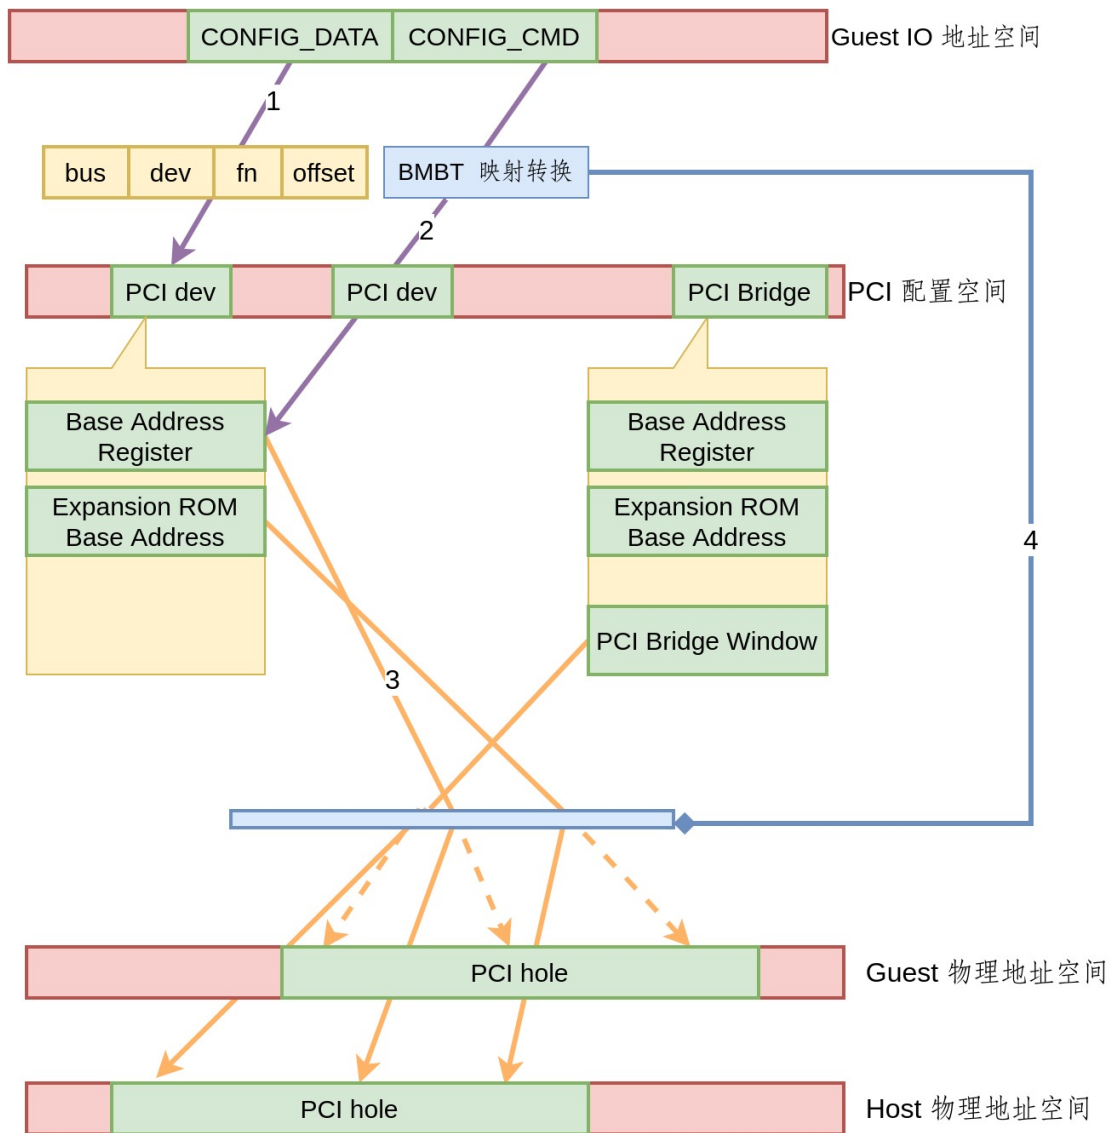 CONFIG_DATA CONFIG_CMD Guest IO 地址空间
1
bus dev fn offset BMBT 映射转换
2
PCI dev PCI dev PCI Bridge PCI 配置空间
Base Address
Register
Base Address
Register
Expansion ROM
Base Address
Expansion ROM
Base Address
4
PCI Bridge Window
3
PCI hole Guest 物理地址空间
PCI hole Host 物理地址空间